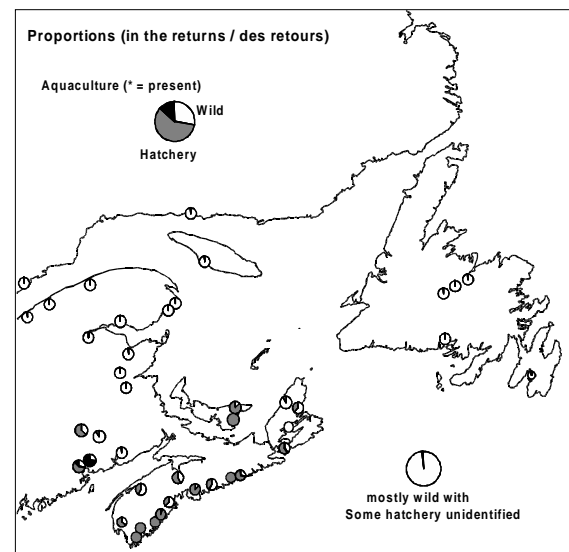 Proportions (in the returns / des retours)
Aquaculture (* = present)
Wild
Hatchery
mostly wild with
Some hatchery unidentified